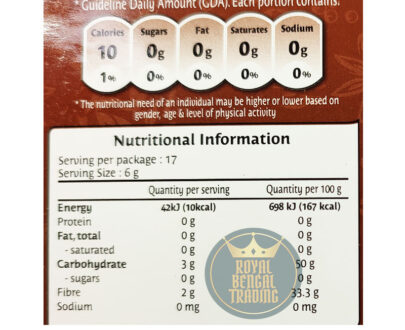 * Guideline Daily Amount (GDA). Each portion contains:
Calories Sugars Fat Saturates Sodium
10 0g 0g 0g 0g
1% 0% 0% 0% 0%
* The nutritional need of an individual may be higher or lower based on
gender, age & level of physical activity
Nutritional Information
Serving per package : 17
Serving Size : 6 g
Quantity per serving Quantity per 100 g
Energy 42kJ (10kcal) 698 kJ (167 kcal)
Protein 0 g 0 g
Fat, total 0 g 0 g
- saturated 0 g 0 g
Carbohydrate 3 g 50 g
- sugars 0 g 0 g
Fibre 2 g 33.3 g
Sodium 0 mg 0 mg
ROYAL
BENGAL
TRADING